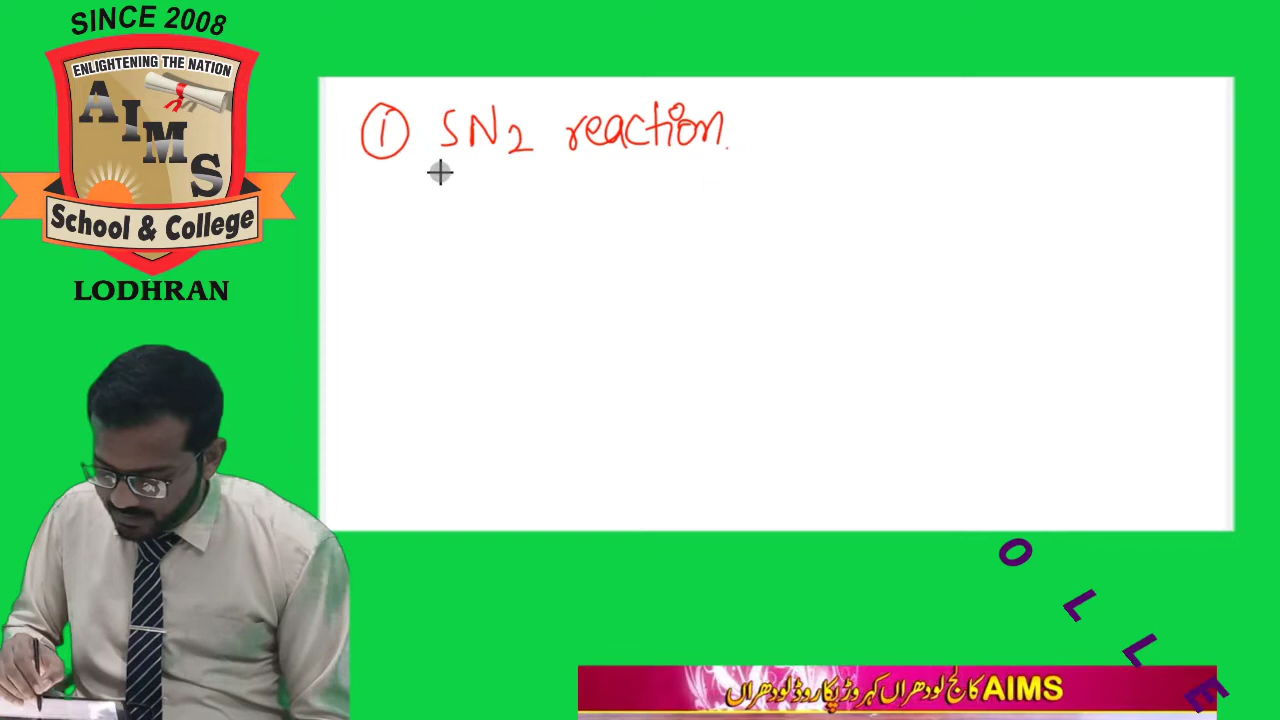 SINCE 2008
ENLIGHTENING THE NATION
AIMS
School & College
LODHRAN
① SN2 reaction.
O L L E
AIMS کالج لودھراں کہروڑ پکا روڈ لودھراں